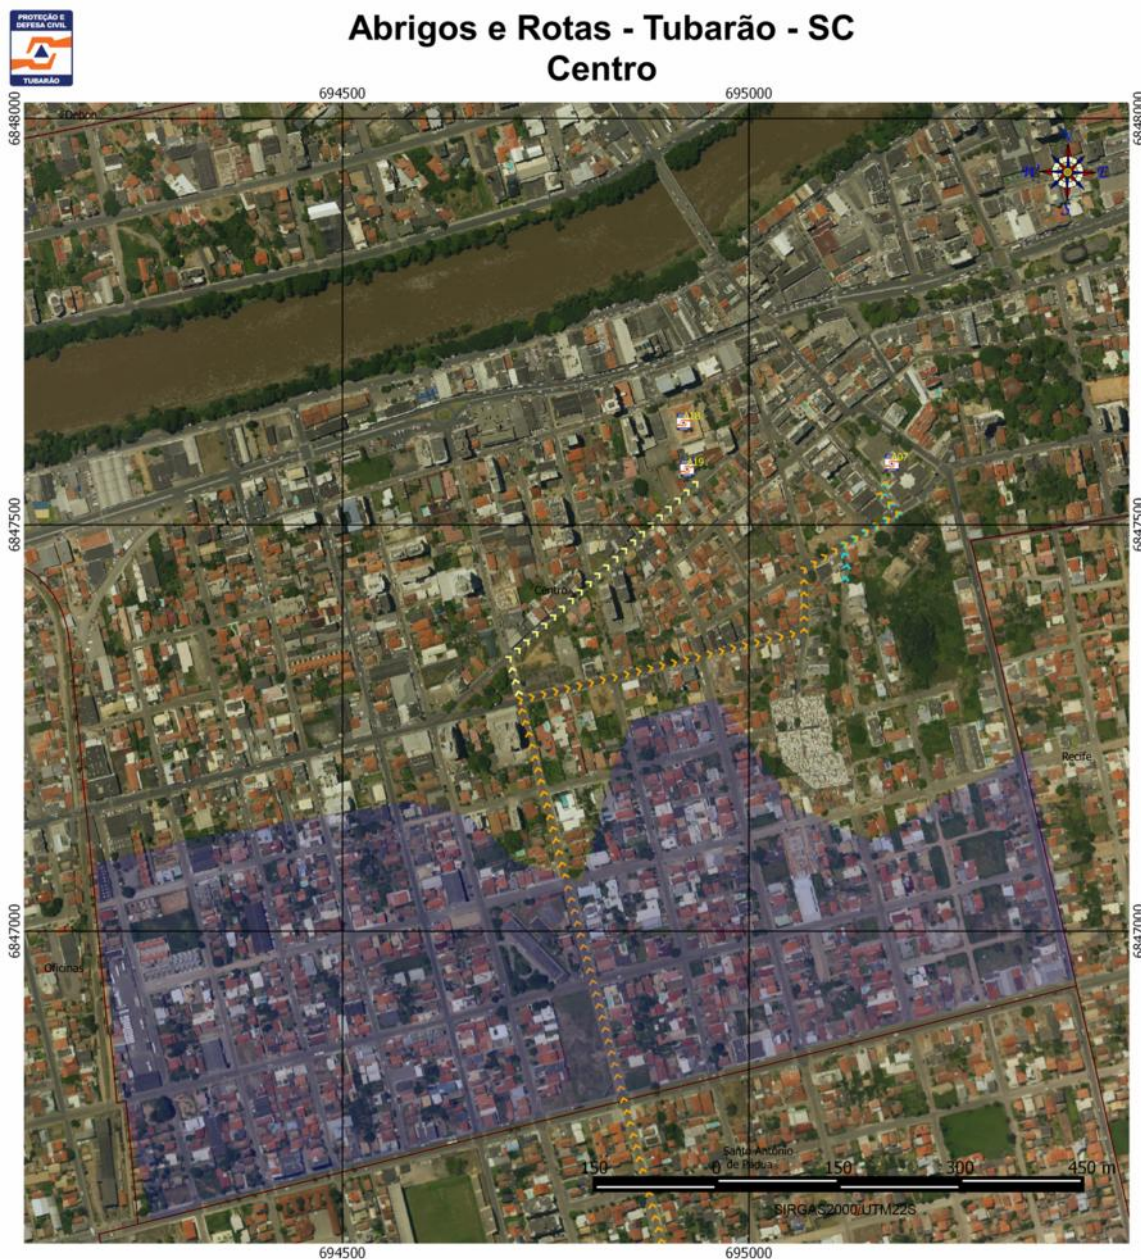 PROTEÇÃO E
DEFESA CIVIL
TUBARÃO
Abrigos e Rotas - Tubarão - SC
Centro
694500
695000
6848000
6848000
Dehon
N
W
E
S
6847500
6847500
Centro
Recife
6847000
6847000
Oficinas
Santo Antônio
de Pádua
150
0
150
300
450 m
SIRGAS2000/UTM22S
694500
695000